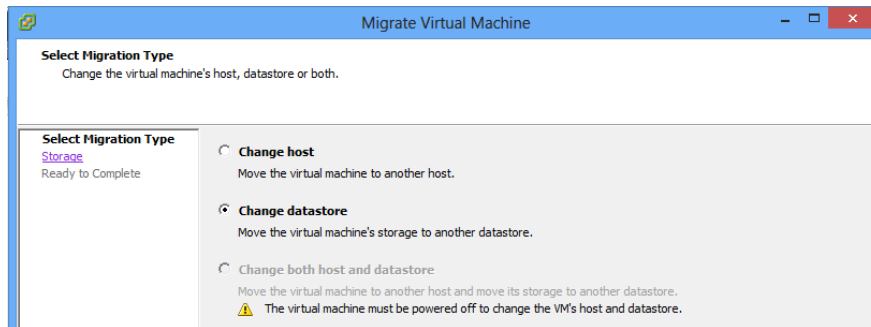 Migrate Virtual Machine
Select Migration Type
Change the virtual machine's host, datastore or both.
Select Migration Type
Storage
Ready to Complete
Change host
Move the virtual machine to another host.
Change datastore
Move the virtual machine's storage to another datastore.
Change both host and datastore
Move the virtual machine to another host and move its storage to another datastore.
The virtual machine must be powered off to change the VM's host and datastore.